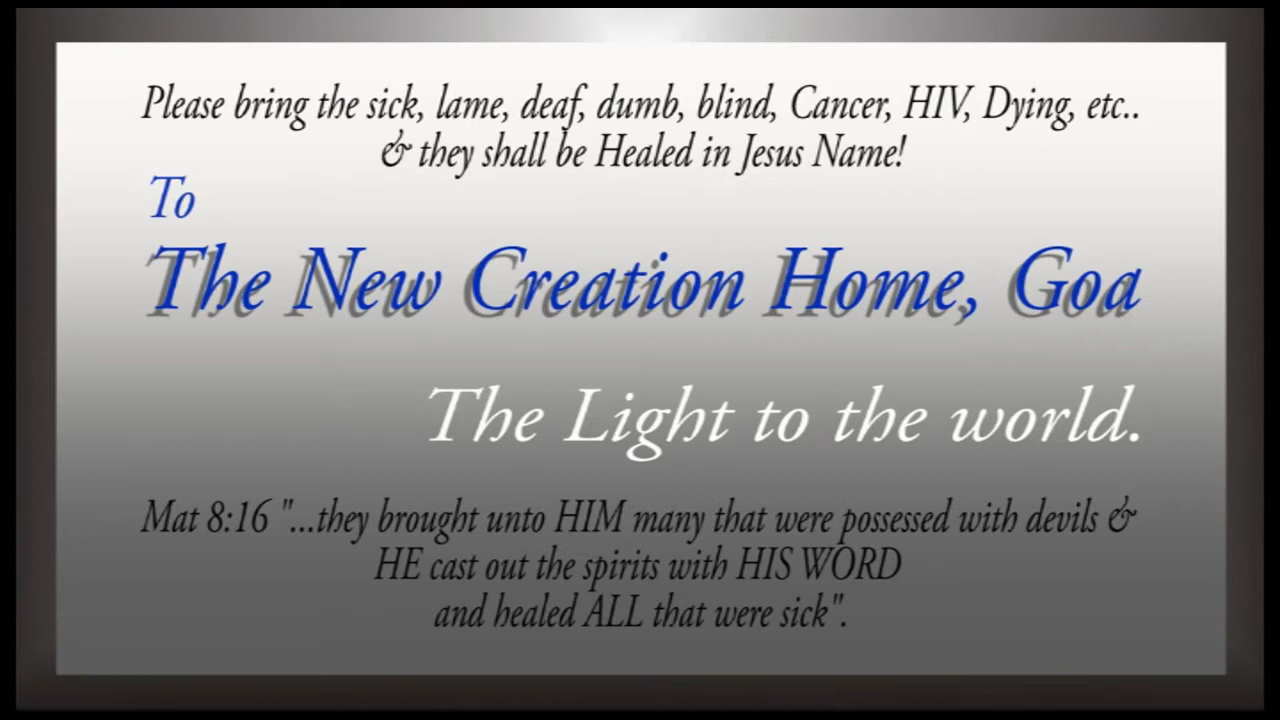 Please bring the sick, lame, deaf, dumb, blind, Cancer, HIV, Dying, etc..
& they shall be Healed in Jesus Name!
To
The New Creation Home, Goa
The Light to the world.
Mat 8:16 "...they brought unto HIM many that were possessed with devils &
HE cast out the spirits with HIS WORD
and healed ALL that were sick".